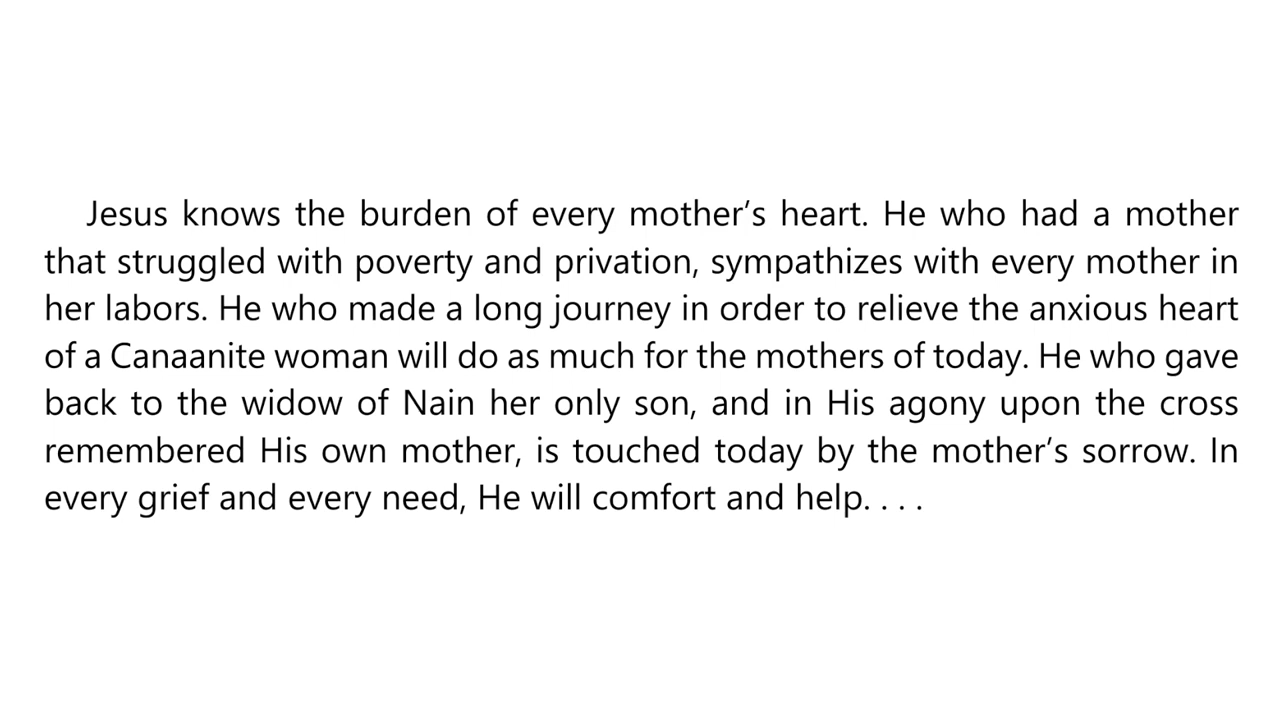 Jesus knows the burden of every mother’s heart. He who had a mother
that struggled with poverty and privation, sympathizes with every mother in
her labors. He who made a long journey in order to relieve the anxious heart
of a Canaanite woman will do as much for the mothers of today. He who gave
back to the widow of Nain her only son, and in His agony upon the cross
remembered His own mother, is touched today by the mother’s sorrow. In
every grief and every need, He will comfort and help. . . .